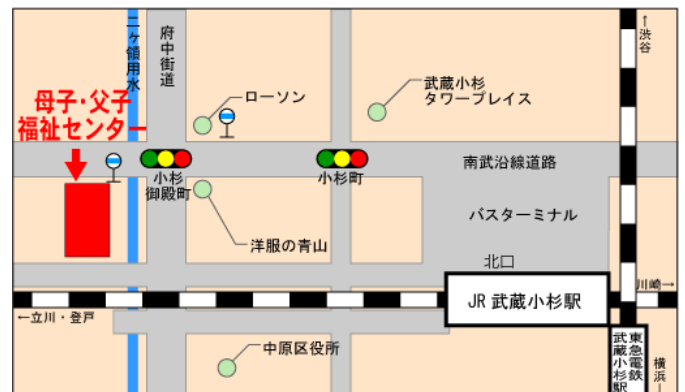 二ヶ領用水
府中街道
↑渋谷
母子・父子
福祉センター
ローソン
武蔵小杉
タワープレイス
小杉
御殿町
小杉町
南武沿線道路
バスターミナル
洋服の青山
北口
JR 武蔵小杉駅
川崎→
←立川・登戸
中原区役所
東急電鉄
武蔵小杉駅
横浜